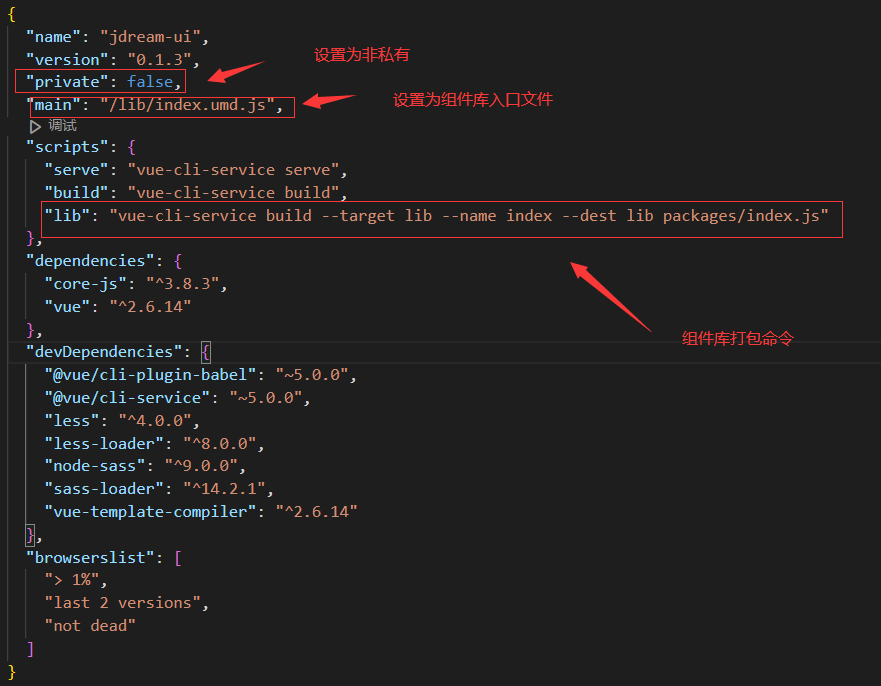 {
"name": "jdream-ui",
设置为非私有
"version": "0.1.3",
"private": false,
设置为组件库入口文件
"main": "/lib/index.umd.js",
调试
"scripts": {
"serve": "vue-cli-service serve",
"build": "vue-cli-service build",
"lib": "vue-cli-service build --target lib --name index --dest lib packages/index.js"
},
"dependencies": {
"core-js": "^3.8.3",
"vue": "^2.6.14"
},
组件库打包命令
"devDependencies": {
"@vue/cli-plugin-babel": "~5.0.0",
"@vue/cli-service": "~5.0.0",
"less": "^4.0.0",
"less-loader": "^8.0.0",
"node-sass": "^9.0.0",
"sass-loader": "^14.2.1",
"vue-template-compiler": "^2.6.14"
},
"browserslist": [
"> 1%",
"last 2 versions",
"not dead"
]
}